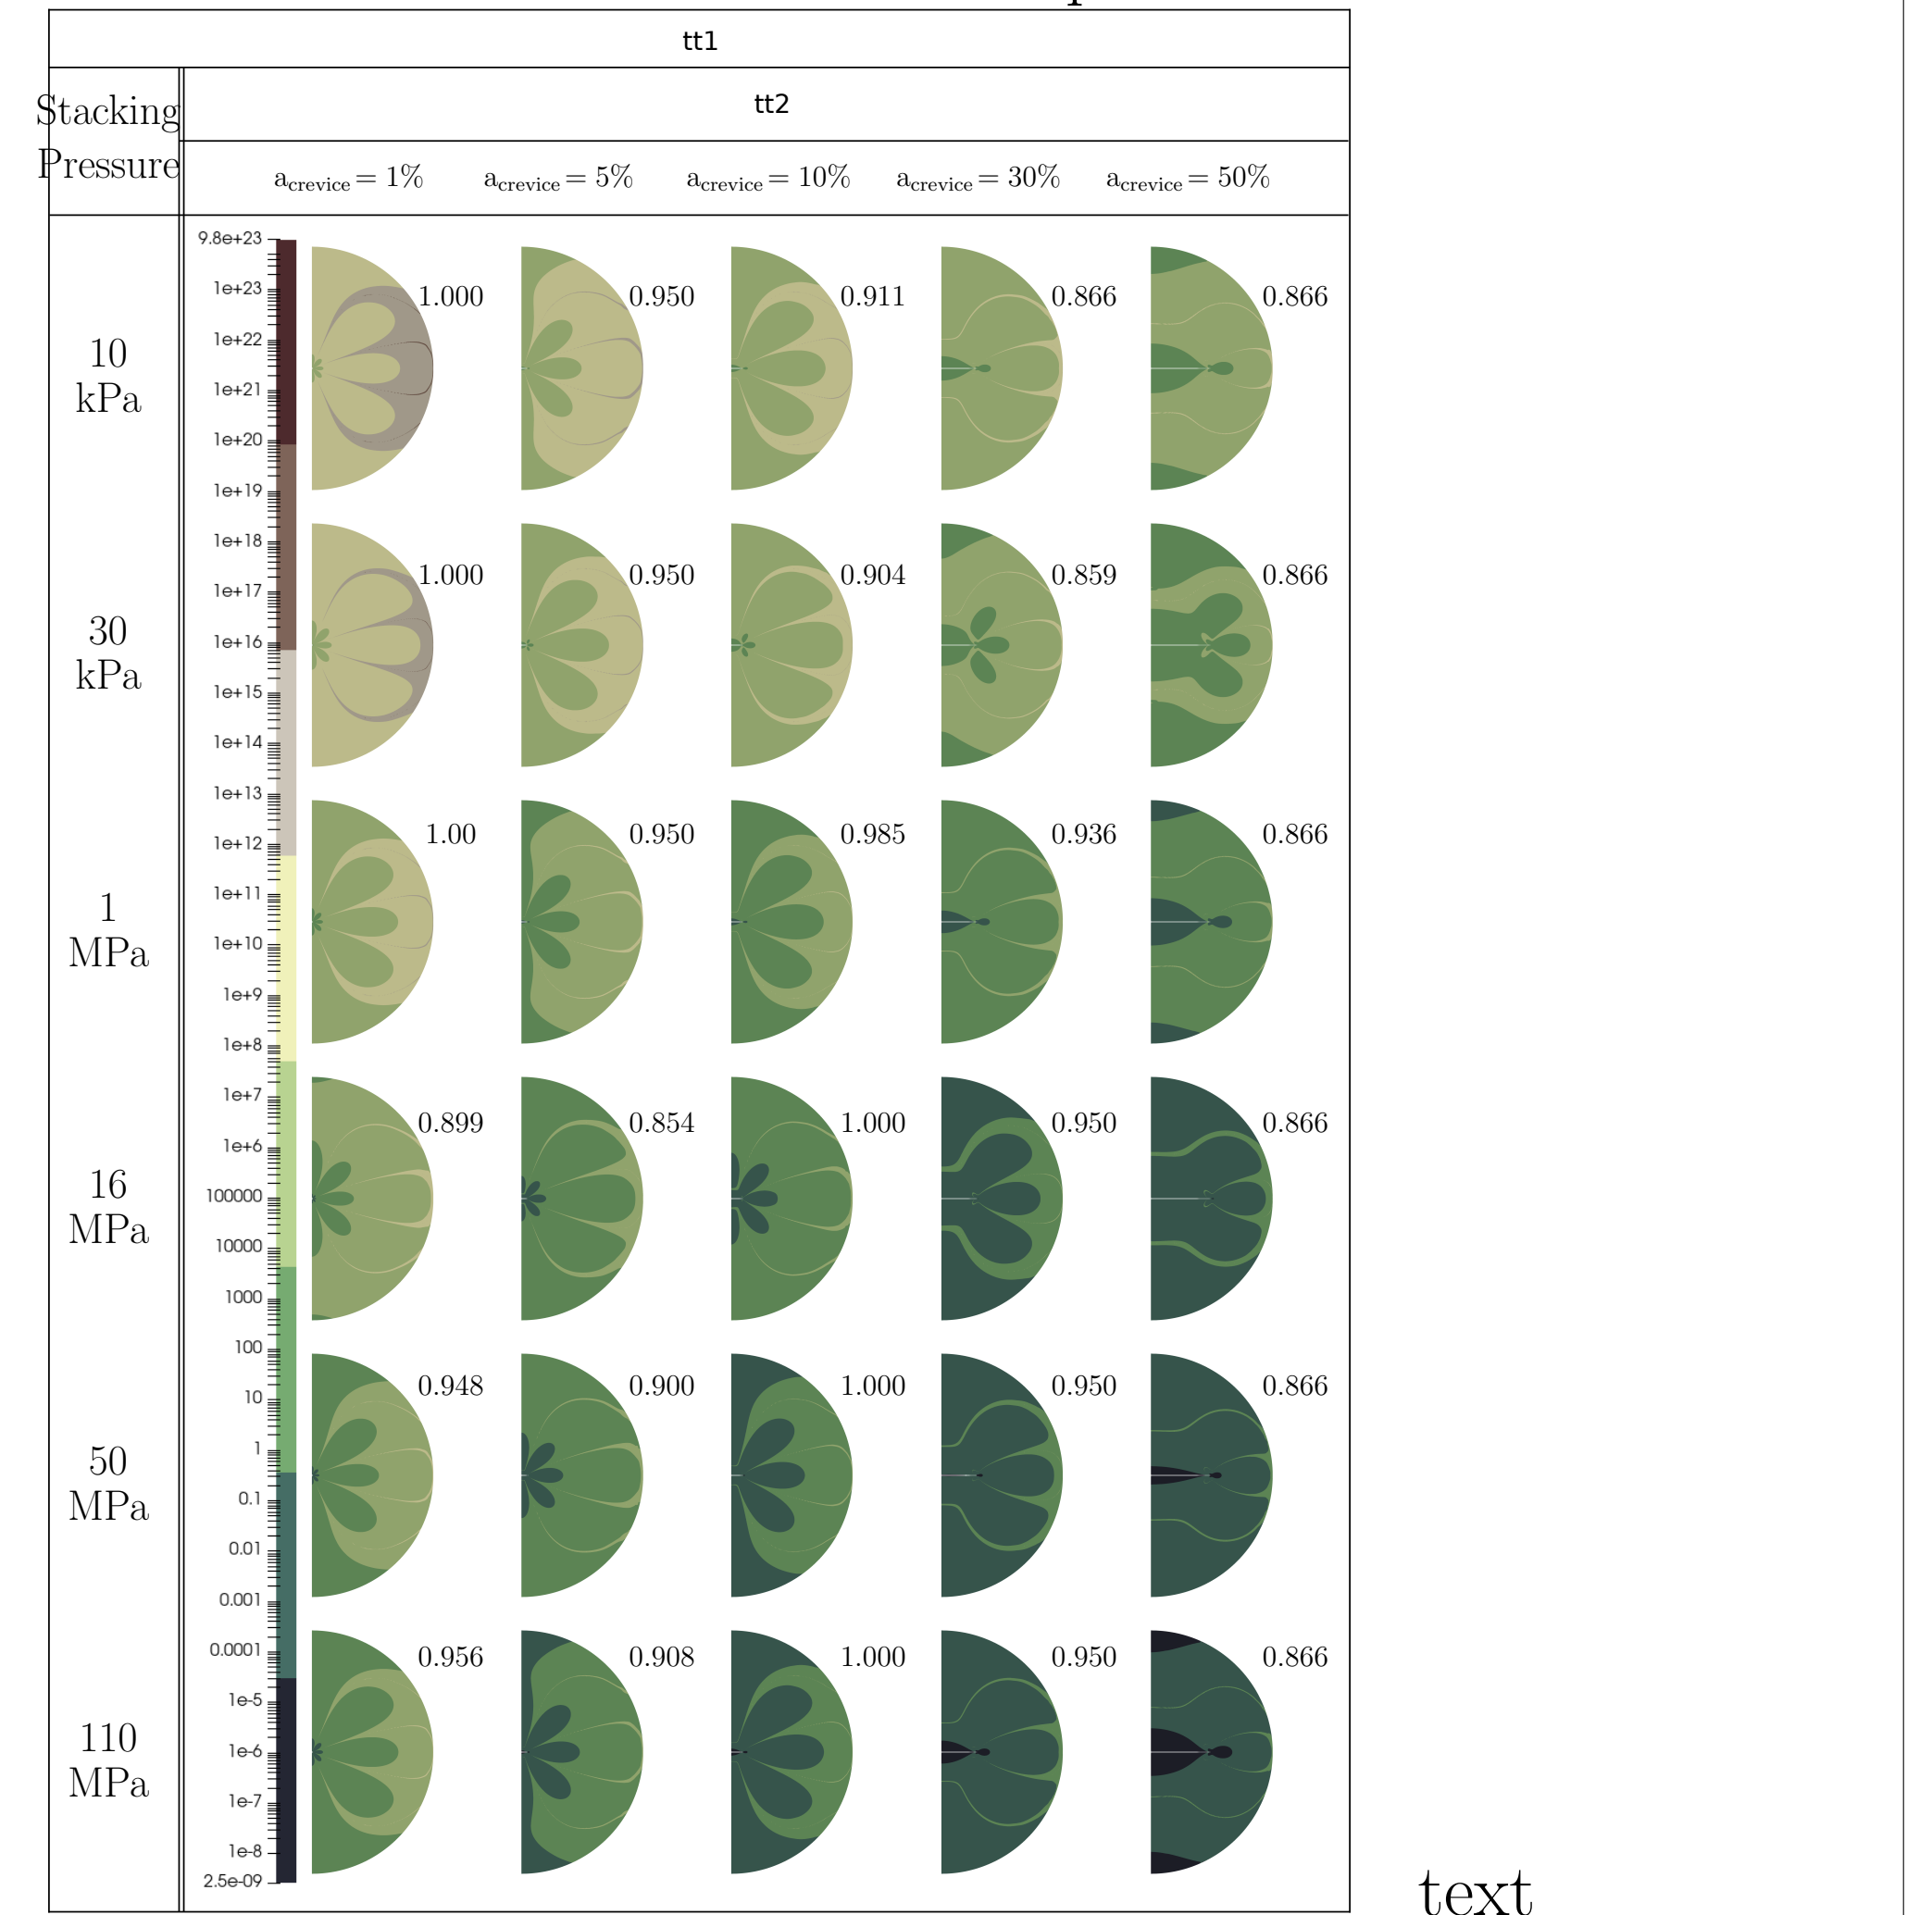 tt1
Stacking
Pressure
tt2
a_crevice = 1% a_crevice = 5% a_crevice = 10% a_crevice = 30% a_crevice = 50%
9.8e+23
1e+23
1e+22
1e+21
1e+20
1e+19
1e+18
1e+17
1e+16
1e+15
1e+14
1e+13
1e+12
1e+11
1e+10
1e+9
1e+8
1e+7
1e+6
100000
10000
1000
100
10
1
0.1
0.01
0.001
0.0001
1e-5
1e-6
1e-7
1e-8
2.5e-09
10
kPa
1.000 0.950 0.911 0.866 0.866
30
kPa
1.000 0.950 0.904 0.859 0.866
1
MPa
1.00 0.950 0.985 0.936 0.866
16
MPa
0.899 0.854 1.000 0.950 0.866
50
MPa
0.948 0.900 1.000 0.950 0.866
110
MPa
0.956 0.908 1.000 0.950 0.866
text